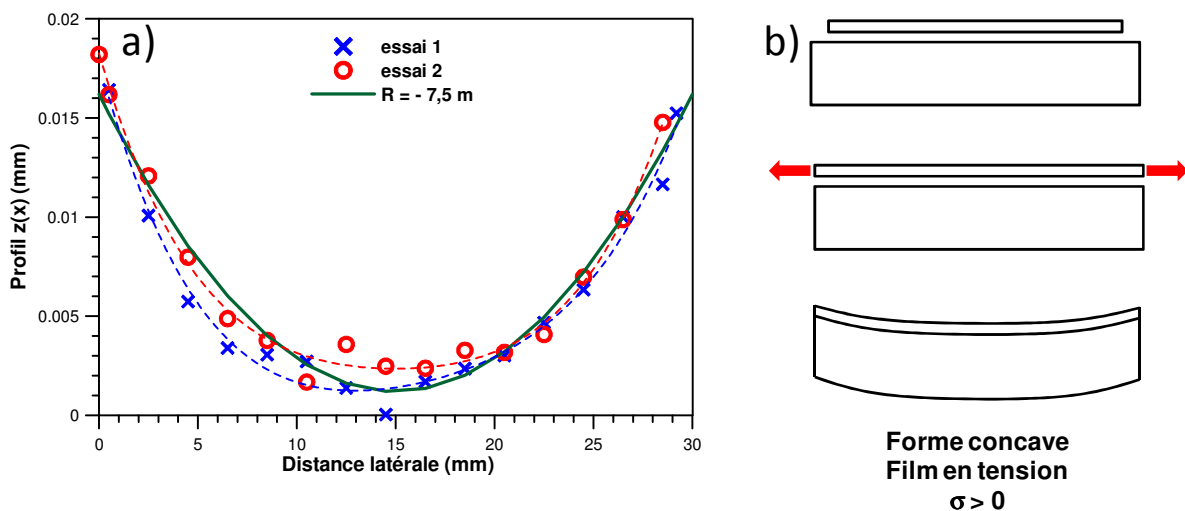 a)
essai 1
essai 2
R = - 7,5 m
0.02
0.015
0.01
0.005
0
Profil z(x) (mm)
0 5 10 15 20 25 30
Distance latérale (mm)
b)
Forme concave
Film en tension
σ > 0